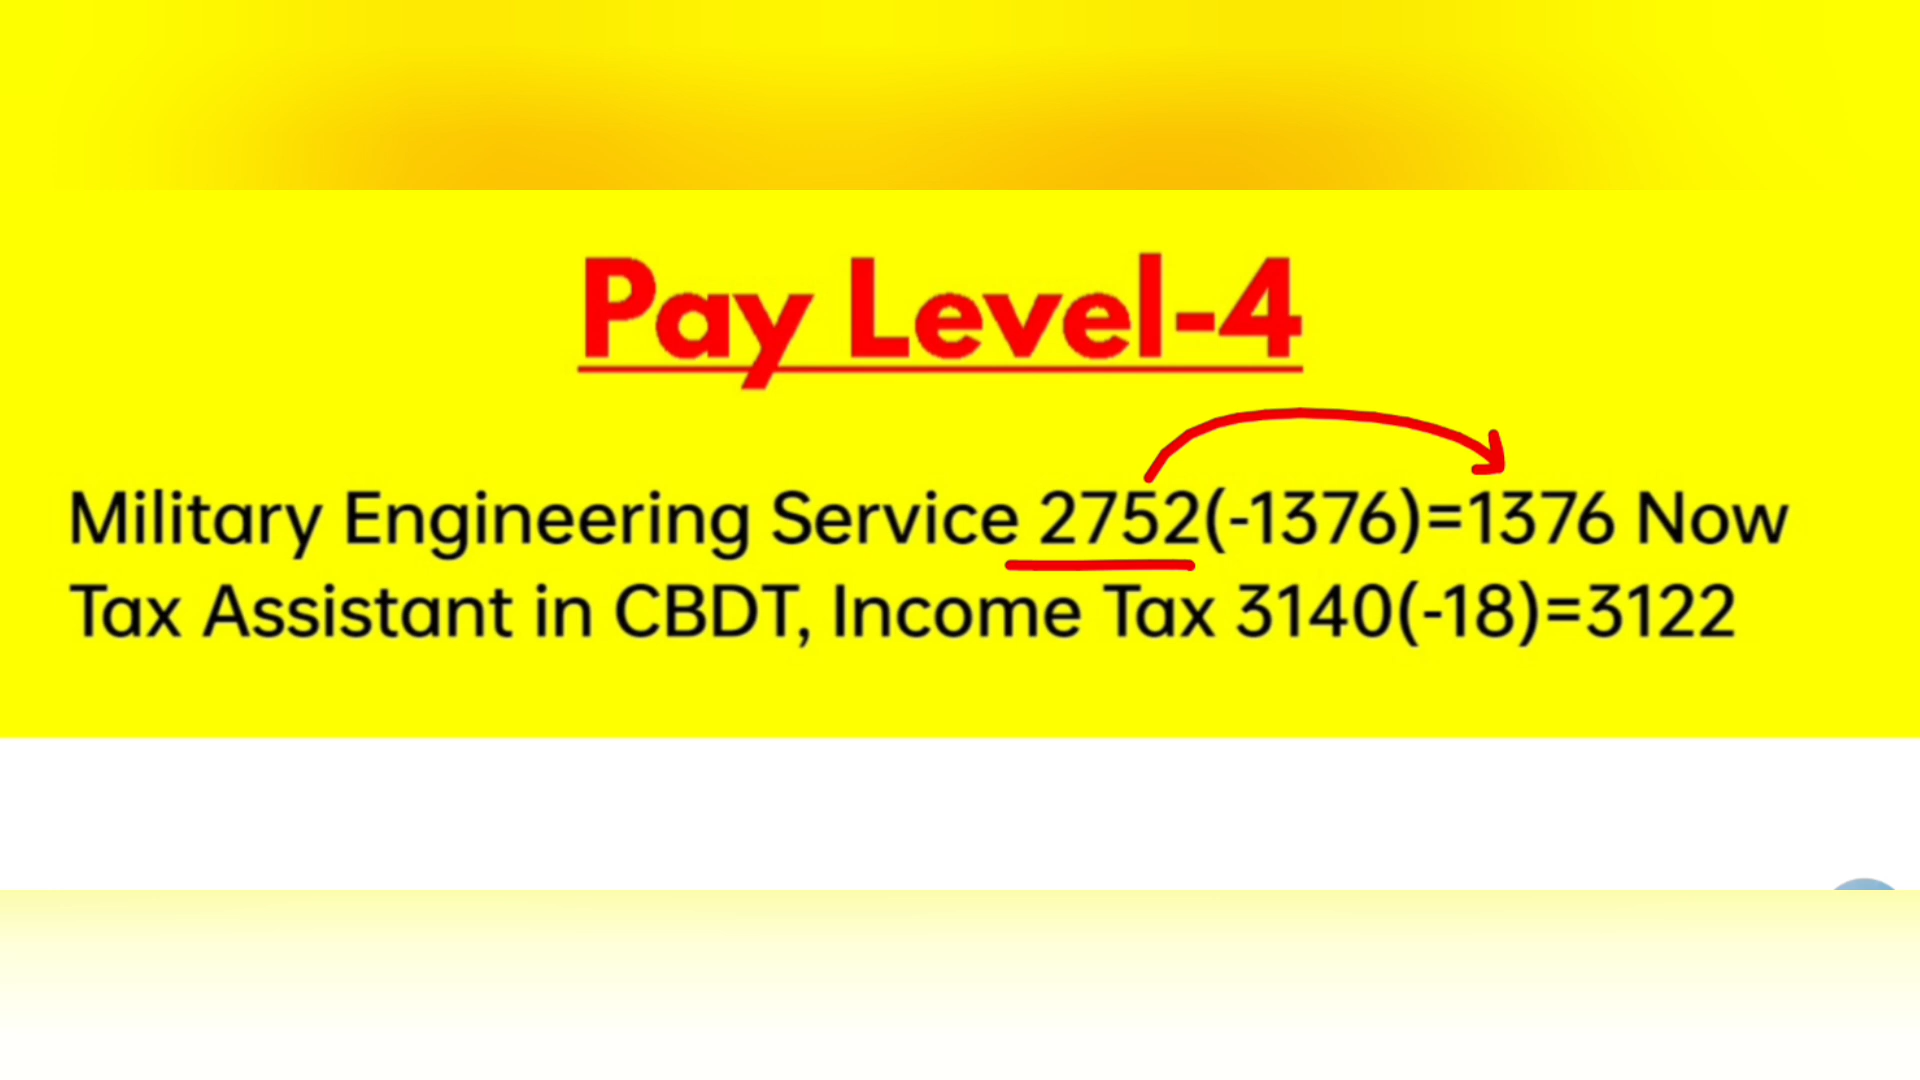 Pay Level-4
Military Engineering Service 2752(-1376)=1376 Now
Tax Assistant in CBDT, Income Tax 3140(-18)=3122